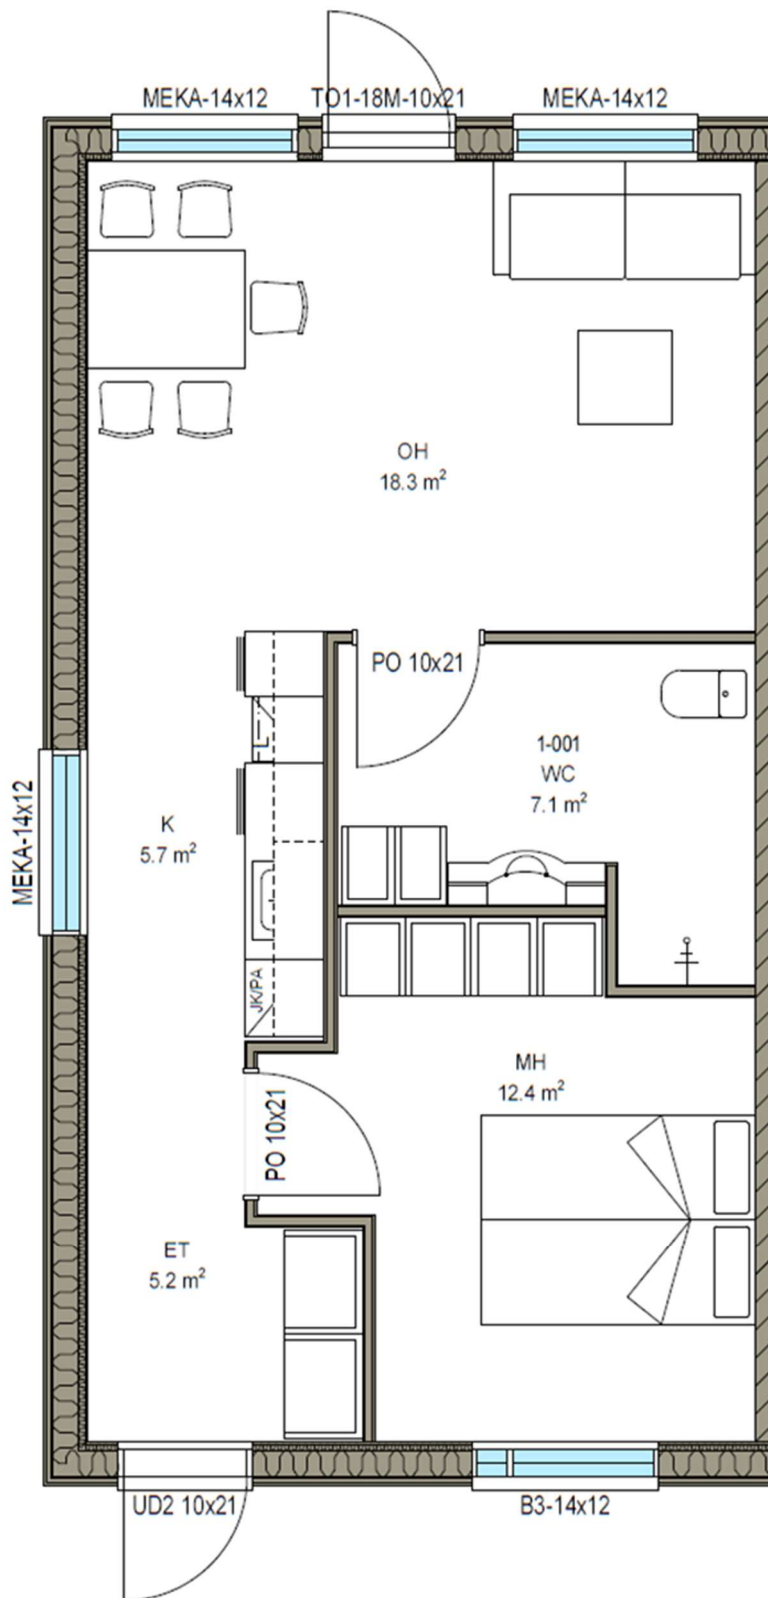 MEKA-14x12
TO1-18M-10x21
MEKA-14x12
OH
18.3 m²
PO 10x21
1-001
WC
7.1 m²
L
MEKA-14x12
K
5.7 m²
JK/PA
MH
12.4 m²
PO 10x21
ET
5.2 m²
UD2 10x21
B3-14x12